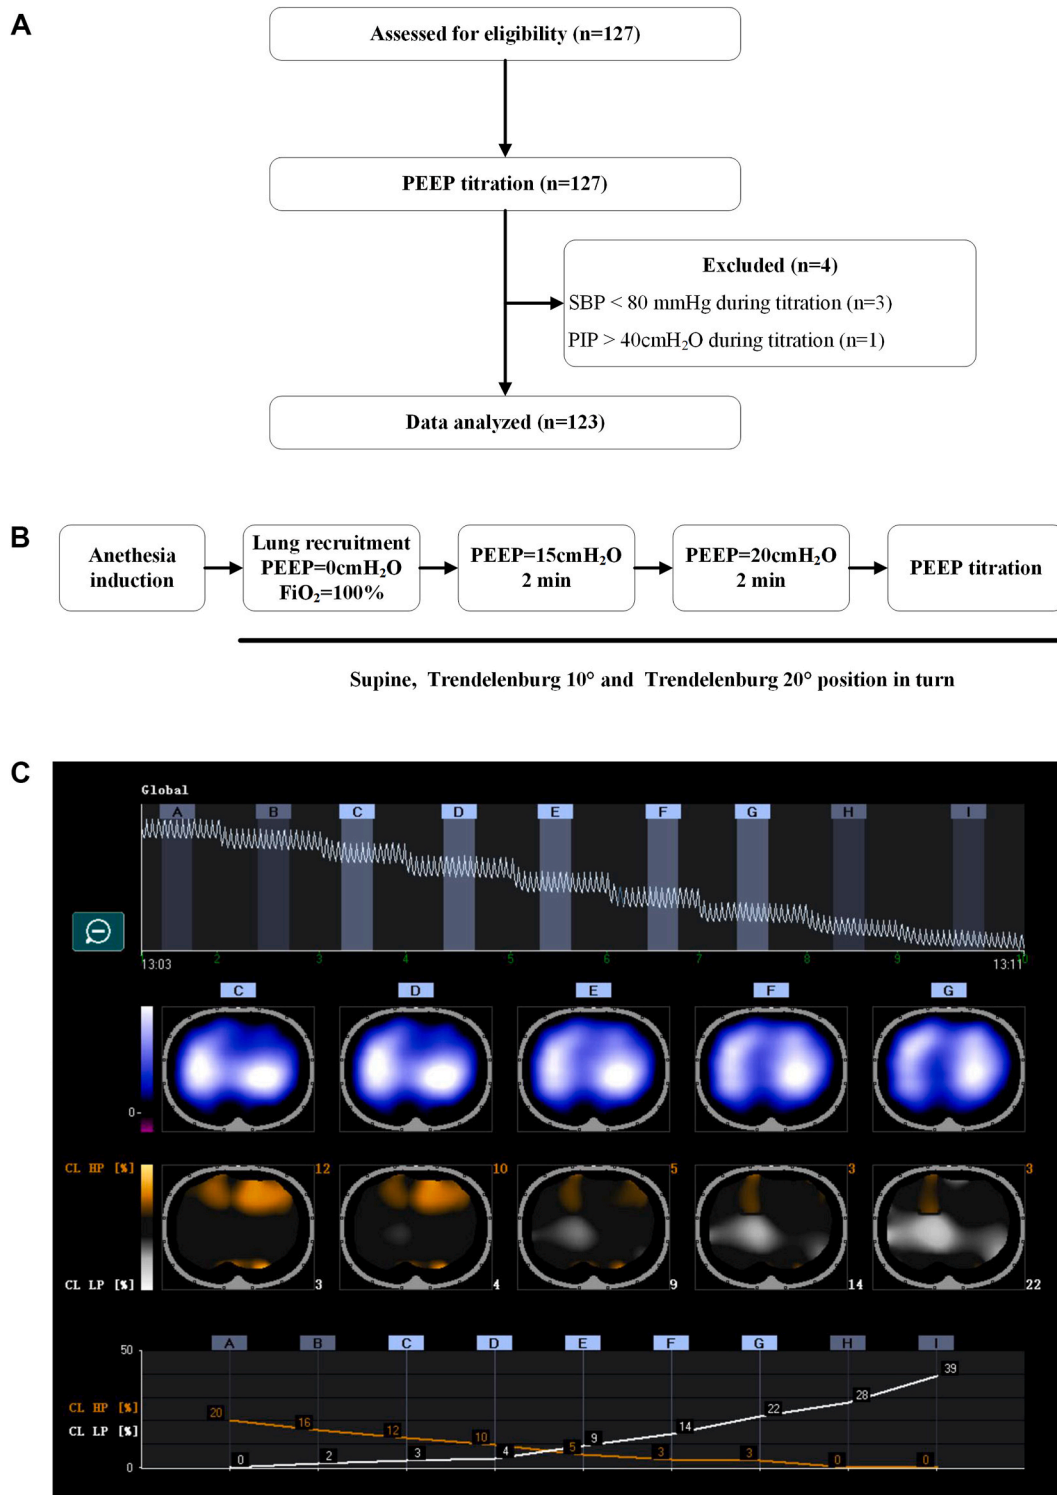 A
Assessed for eligibility (n=127)
PEEP titration (n=127)
Excluded (n=4)
SBP < 80 mmHg during titration (n=3)
PIP > 40cmH₂O during titration (n=1)
Data analyzed (n=123)
B
Anethesia
induction
Lung recruitment
PEEP=0cmH₂O
FiO₂=100%
PEEP=15cmH₂O
2 min
PEEP=20cmH₂O
2 min
PEEP titration
Supine, Trendelenburg 10° and Trendelenburg 20° position in turn
C
Global
A B C D E F G H I
13:03 2 3 4 5 6 7 8 9 13:11 10
C D E F G
0-
CL HP [%] 12 10 5 3 3
CL LP [%] 3 4 9 14 22
A B C D E F G H I
50
CL HP [%] 20 16 12 10 5 3 3 0 0
CL LP [%] 0 2 3 4 9 14 22 28 39
0